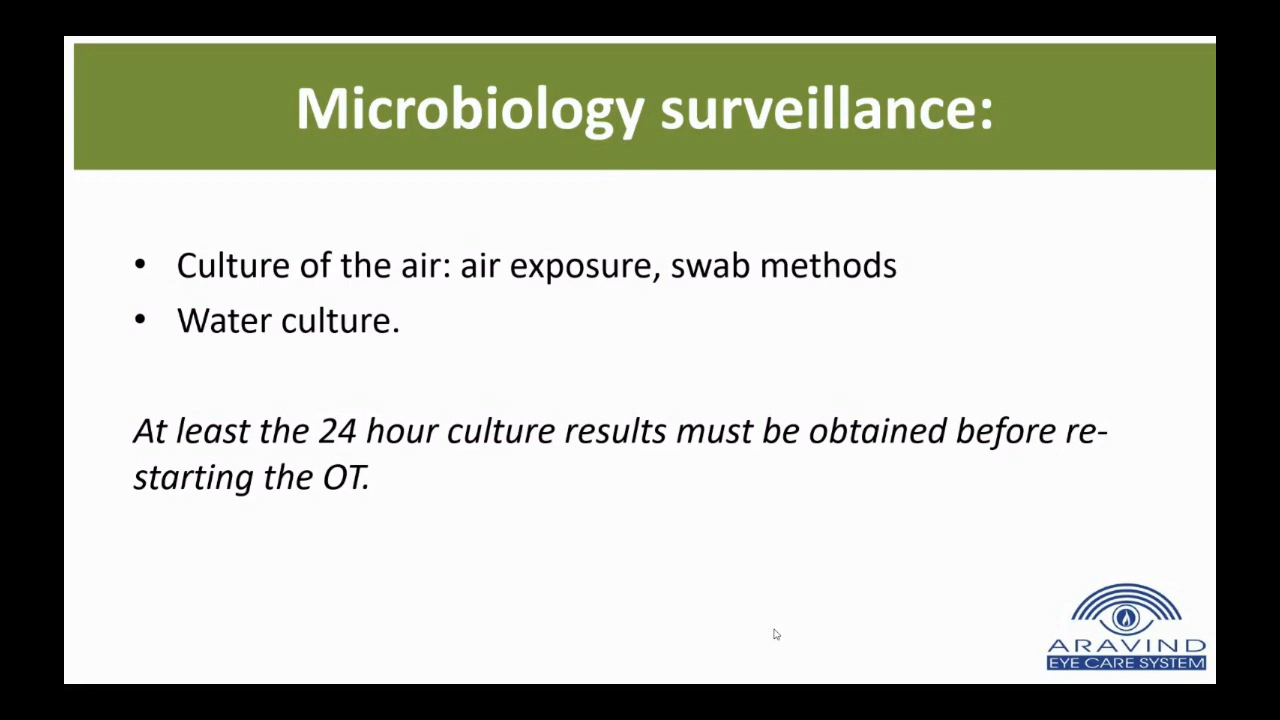 Microbiology surveillance:
• Culture of the air: air exposure, swab methods
• Water culture.
At least the 24 hour culture results must be obtained before re-
starting the OT.
ARAVIND
EYE CARE SYSTEM